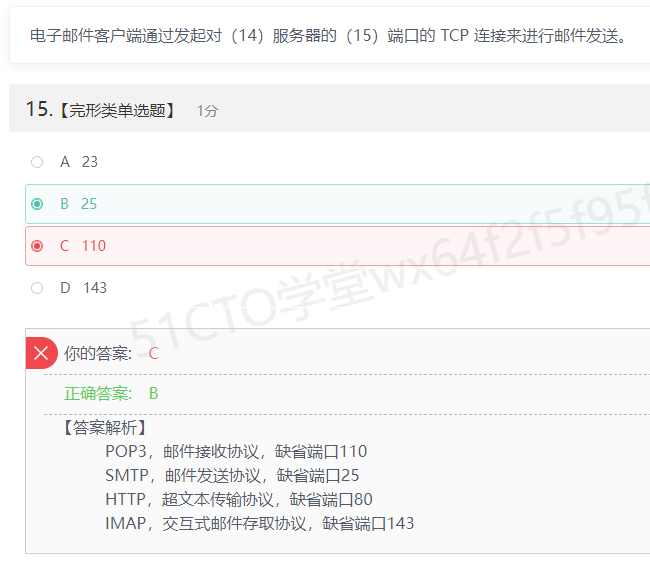 电子邮件客户端通过发起对（14）服务器的（15）端口的 TCP 连接来进行邮件发送。
15.【完形类单选题】 1分
A 23
B 25
C 110
D 143
51CTO学堂wx64f2f5f95f
你的答案: C
正确答案: B
【答案解析】
POP3，邮件接收协议，缺省端口110
SMTP，邮件发送协议，缺省端口25
HTTP，超文本传输协议，缺省端口80
IMAP，交互式邮件存取协议，缺省端口143